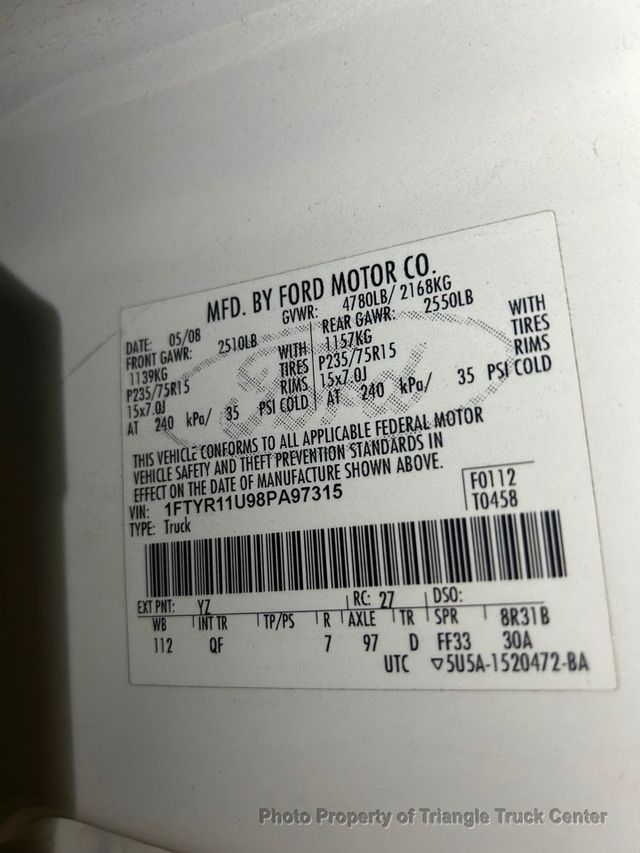 MFD. BY FORD MOTOR CO.
DATE: 05/08 GVWR: 4780LB/ 2168KG
FRONT GAWR: 2510LB REAR GAWR: 2550LB
1139KG WITH 1157KG WITH
P235/75R15 TIRES P235/75R15 TIRES
15x7.0J RIMS 15x7.0J RIMS
AT 240 kPa/ 35 PSI COLD AT 240 kPa/ 35 PSI COLD
Ford
THIS VEHICLE CONFORMS TO ALL APPLICABLE FEDERAL MOTOR
VEHICLE SAFETY AND THEFT PREVENTION STANDARDS IN
EFFECT ON THE DATE OF MANUFACTURE SHOWN ABOVE.
VIN: 1FTYR11U98PA97315 F0112
TYPE: Truck T0458
EXT PNT: YZ RC: 27 DSO:
WB INT TR TP/PS R AXLE TR SPR 8R31B
112 QF 7 97 D FF33 30A
UTC ▽5U5A-1520472-BA
Photo Property of Triangle Truck Center